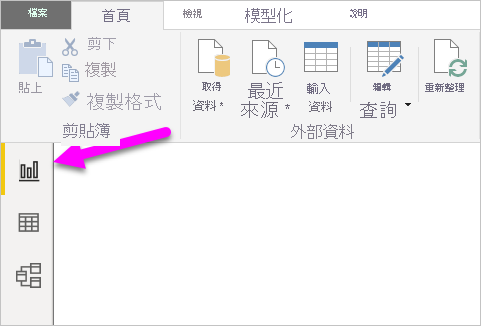 檔案 首頁 檢視 模型化 說明
貼上
剪下
複製
複製格式
剪貼簿
取得
資料
最近
來源
輸入
資料
外部資料
編輯
查詢
重新整理